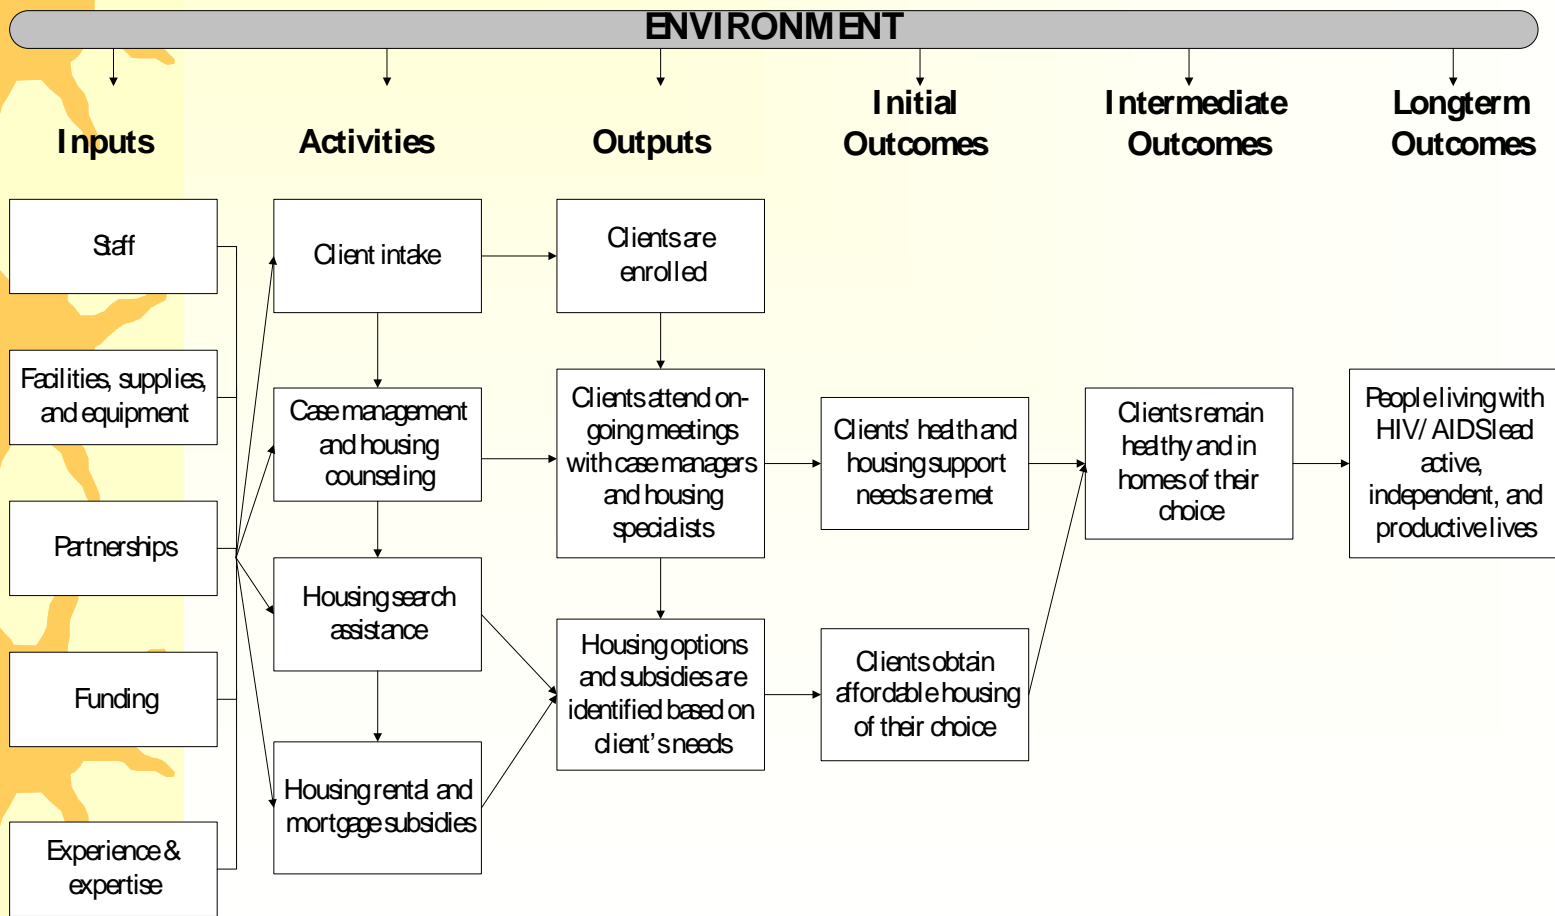 ENVIRONMENT
Inputs
Activities
Outputs
Initial
Outcomes
Intermediate
Outcomes
Longterm
Outcomes
Staff
Facilities, supplies,
and equipment
Partnerships
Funding
Experience &
expertise
Client intake
Case management
and housing
counseling
Housing search
assistance
Housing rental and
mortgage subsidies
Clients are
enrolled
Clients attend on-
going meetings
with case managers
and housing
specialists
Housing options
and subsidies are
identified based on
client's needs
Clients' health and
housing support
needs are met
Clients obtain
affordable housing
of their choice
Clients remain
healthy and in
homes of their
choice
People living with
HIV/AIDS lead
active,
independent, and
productive lives